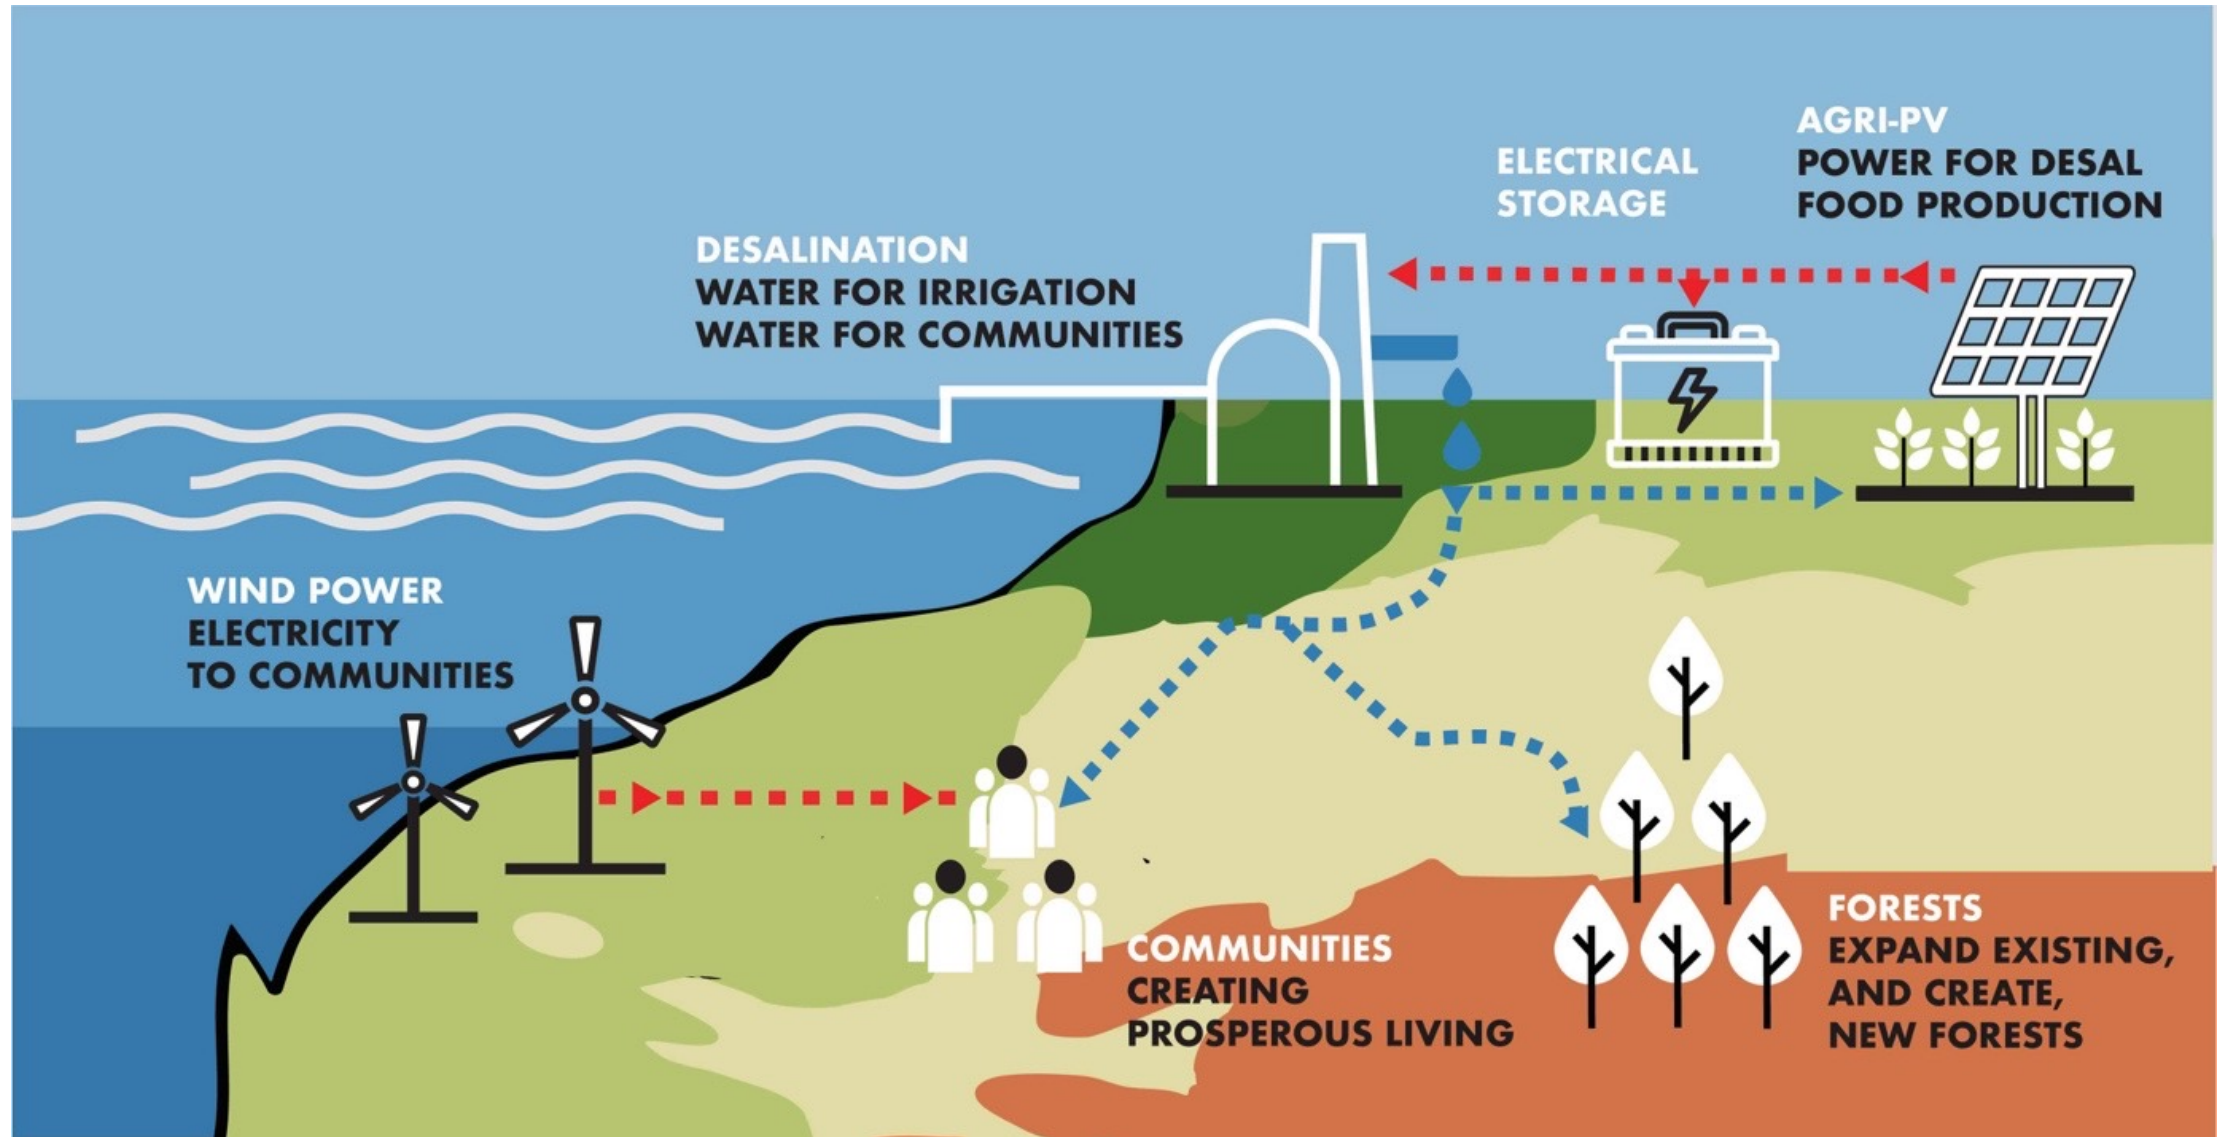 AGRI-PV
POWER FOR DESAL
FOOD PRODUCTION
ELECTRICAL
STORAGE
DESALINATION
WATER FOR IRRIGATION
WATER FOR COMMUNITIES
WIND POWER
ELECTRICITY
TO COMMUNITIES
COMMUNITIES
CREATING
PROSPEROUS LIVING
FORESTS
EXPAND EXISTING,
AND CREATE,
NEW FORESTS